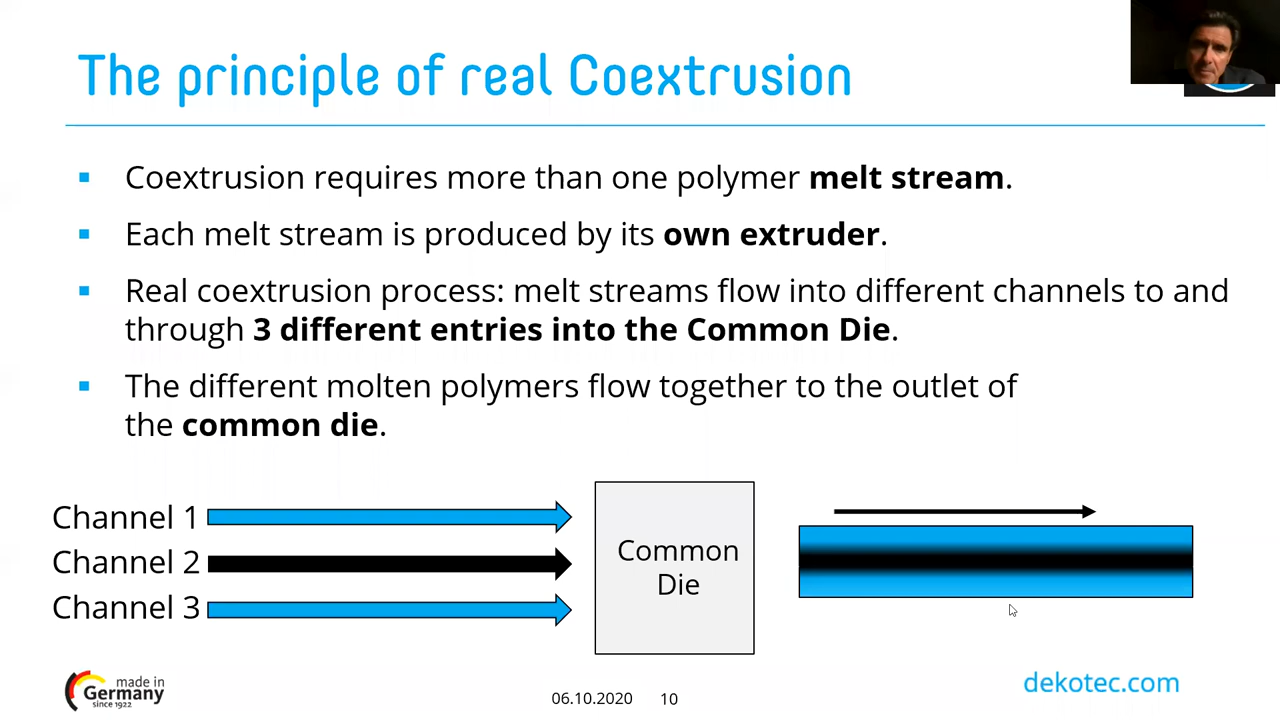 The principle of real Coextrusion
Coextrusion requires more than one polymer melt stream.
Each melt stream is produced by its own extruder.
Real coextrusion process: melt streams flow into different channels to and
through 3 different entries into the Common Die.
The different molten polymers flow together to the outlet of
the common die.
Channel 1
Channel 2
Channel 3
Common
Die
made in
Germany
since 1922
06.10.2020
10
dekotec.com